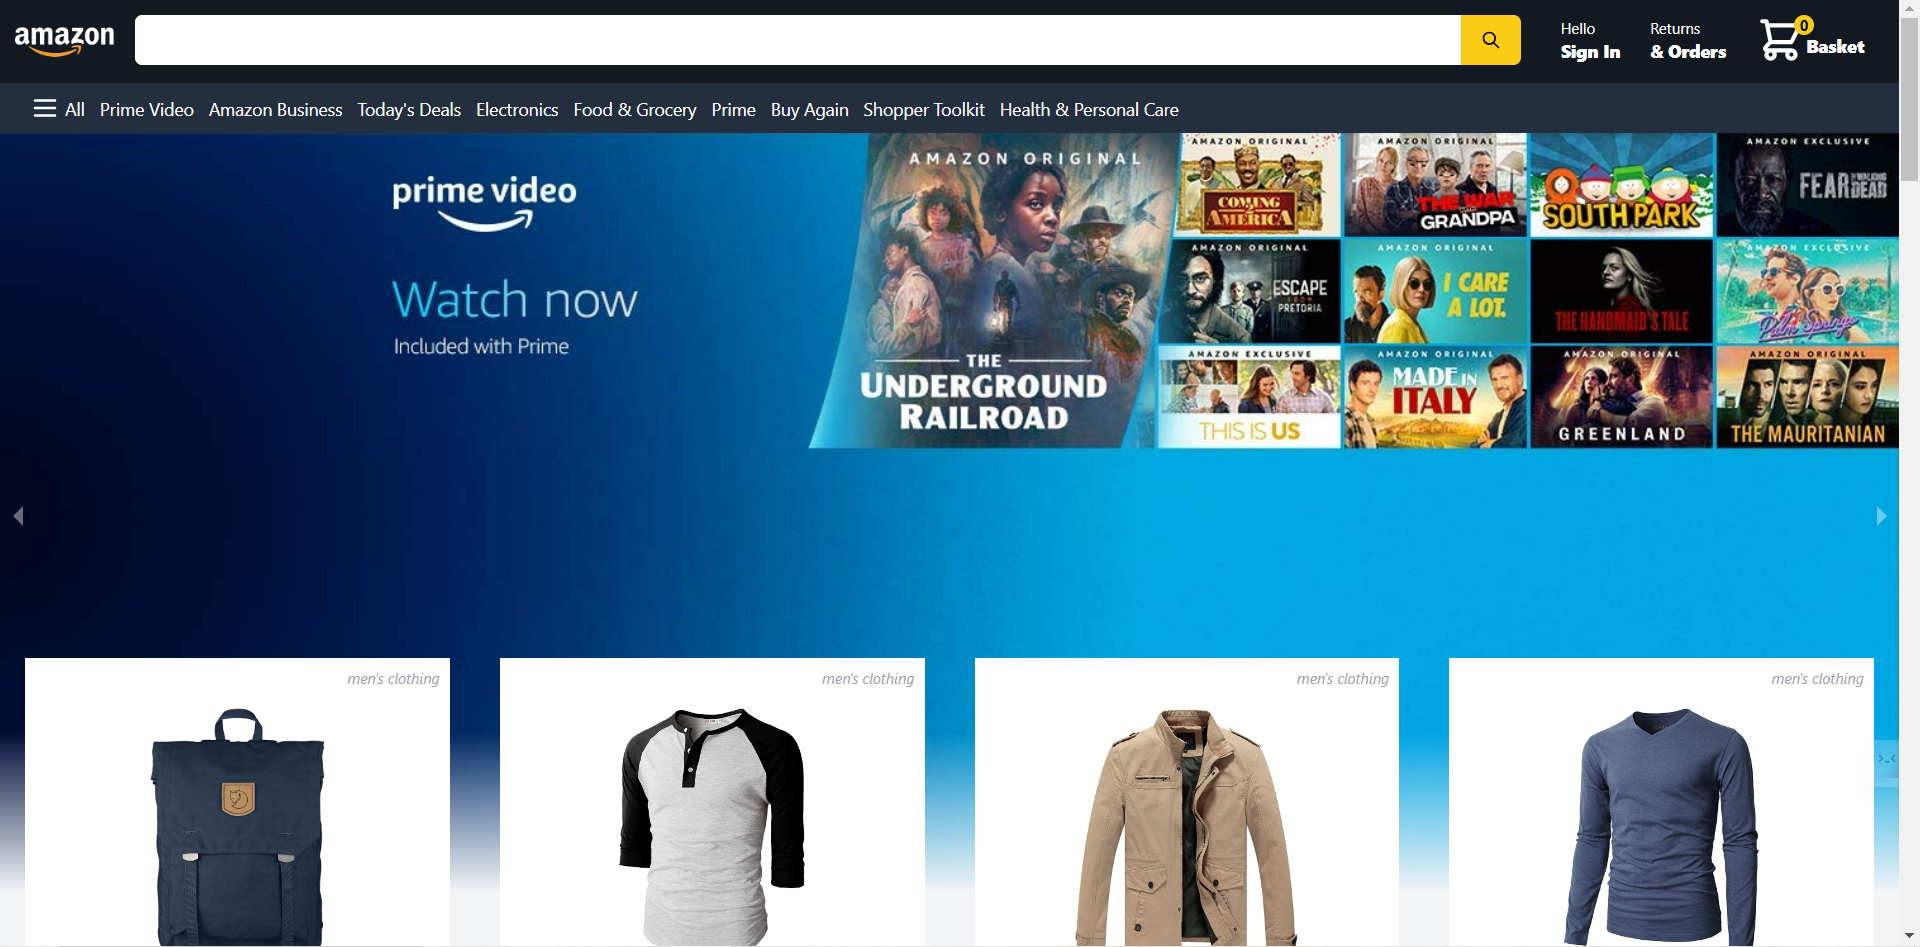 amazon
Hello
Sign In
Returns
& Orders
0
Basket
All Prime Video Amazon Business Today's Deals Electronics Food & Grocery Prime Buy Again Shopper Toolkit Health & Personal Care
prime video
Watch now
Included with Prime
AMAZON ORIGINAL
THE
UNDERGROUND
RAILROAD
AMAZON ORIGINAL
COMING
2
AMERICA
AMAZON ORIGINAL
THE WAR
WITH
GRANDPA
SOUTH PARK
AMAZON EXCLUSIVE
FEAR THE WALKING DEAD
AMAZON ORIGINAL
ESCAPE
FROM
PRETORIA
AMAZON ORIGINAL
I CARE
A LOT.
THE HANDMAID'S TALE
AMAZON EXCLUSIVE
Palm Springs
AMAZON EXCLUSIVE
THIS IS US
AMAZON ORIGINAL
MADE IN
ITALY
AMAZON ORIGINAL
GREENLAND
AMAZON ORIGINAL
THE MAURITANIAN
men's clothing
men's clothing
men's clothing
men's clothing